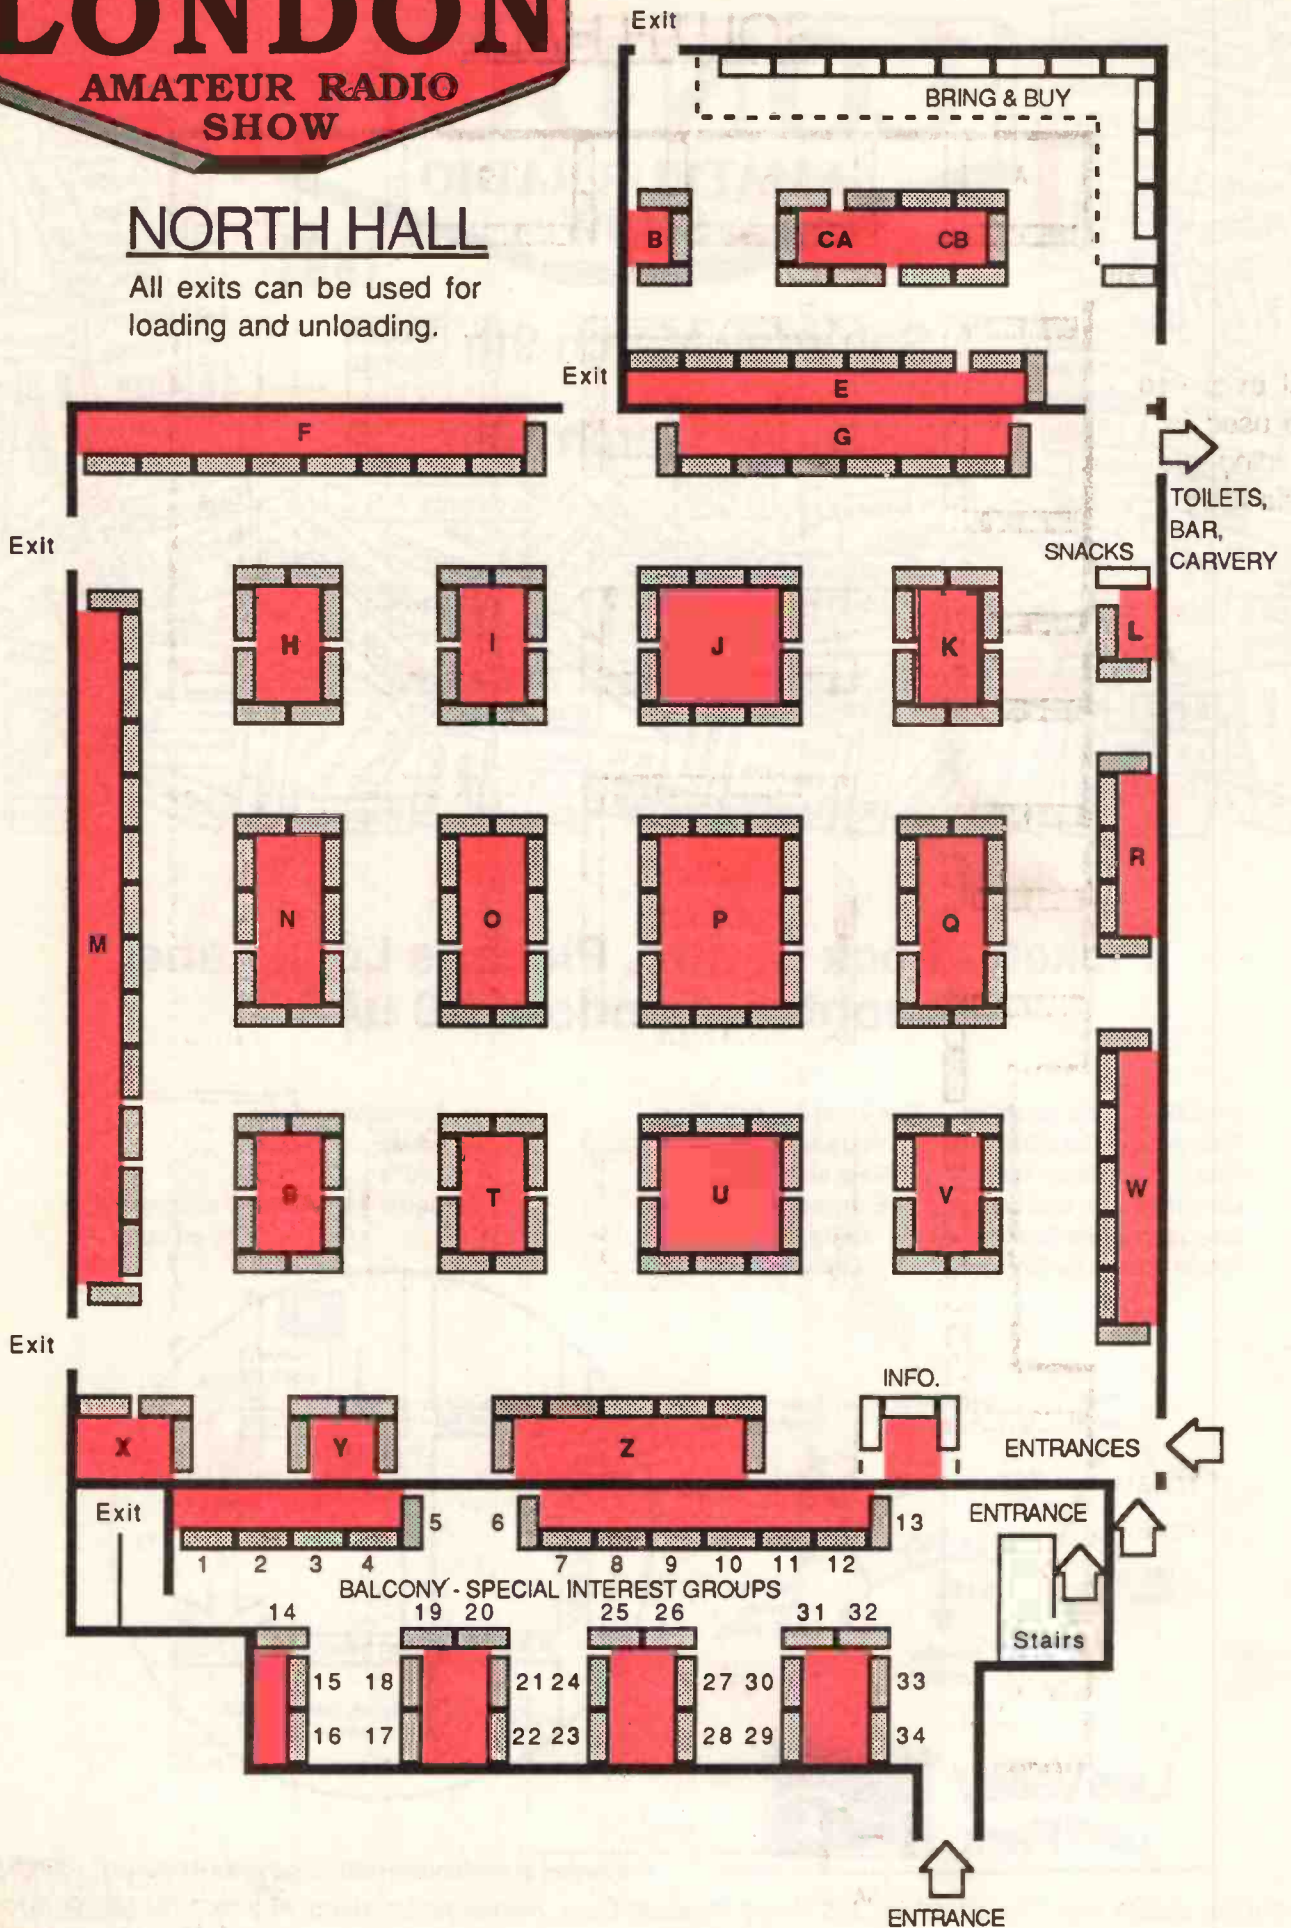 LONDON
AMATEUR RADIO
SHOW
NORTH HALL
All exits can be used for
loading and unloading.
Exit
BRING & BUY
B
CA
CB
Exit
E
F
G
TOILETS,
BAR,
CARVERY
Exit
SNACKS
H
I
J
K
L
M
N
O
P
Q
R
S
T
U
V
W
Exit
INFO.
X
Y
Z
ENTRANCES
Exit
5
6
13
ENTRANCE
1 2 3 4
7 8 9 10 11 12
BALCONY - SPECIAL INTEREST GROUPS
14
19 20
25 26
31 32
Stairs
15 18
21 24
27 30
33
16 17
22 23
28 29
34
ENTRANCE